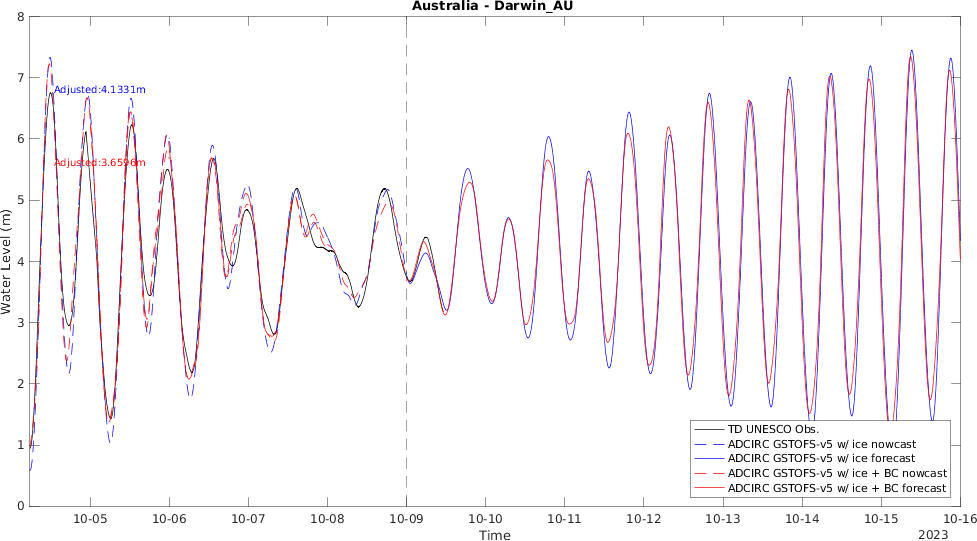 Australia - Darwin_AU
8
7
6
5
4
3
2
1
0
Water Level (m)
Adjusted:4.1331m
Adjusted:3.6596m
TD UNESCO Obs.
ADCIRC GSTOFS-v5 w/ ice nowcast
ADCIRC GSTOFS-v5 w/ ice forecast
ADCIRC GSTOFS-v5 w/ ice + BC nowcast
ADCIRC GSTOFS-v5 w/ ice + BC forecast
10-05 10-06 10-07 10-08 10-09 10-10 10-11 10-12 10-13 10-14 10-15 10-16
Time
2023